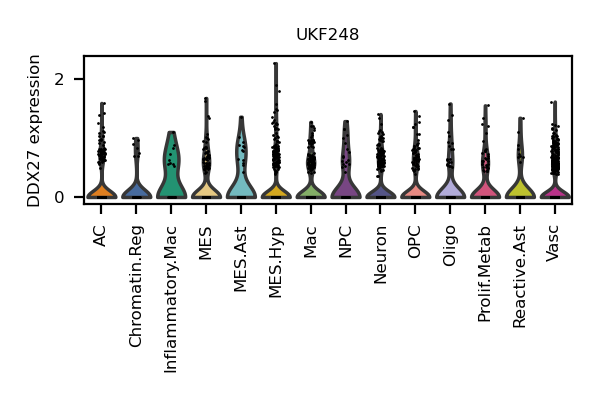 UKF248
DDX27 expression
2
0
AC
Chromatin.Reg
Inflammatory.Mac
MES
MES.Ast
MES.Hyp
Mac
NPC
Neuron
OPC
Oligo
Prolif.Metab
Reactive.Ast
Vasc